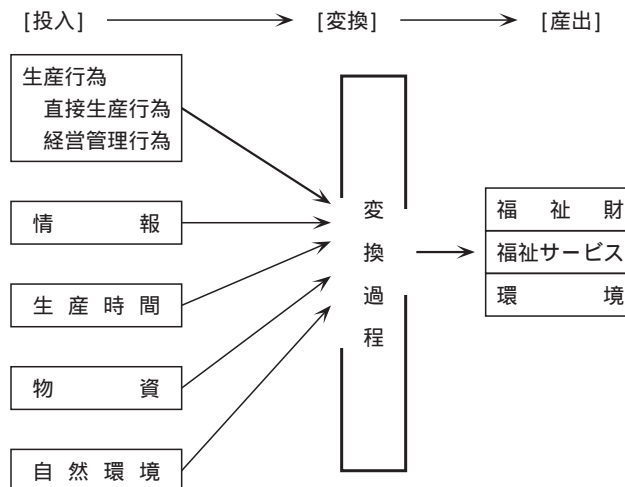 [投入] [変換] [産出]
生産行為
直接生産行為
経営管理行為
情報
生産時間
物資
自然環境
変換過程
福祉財
福祉サービス
環境